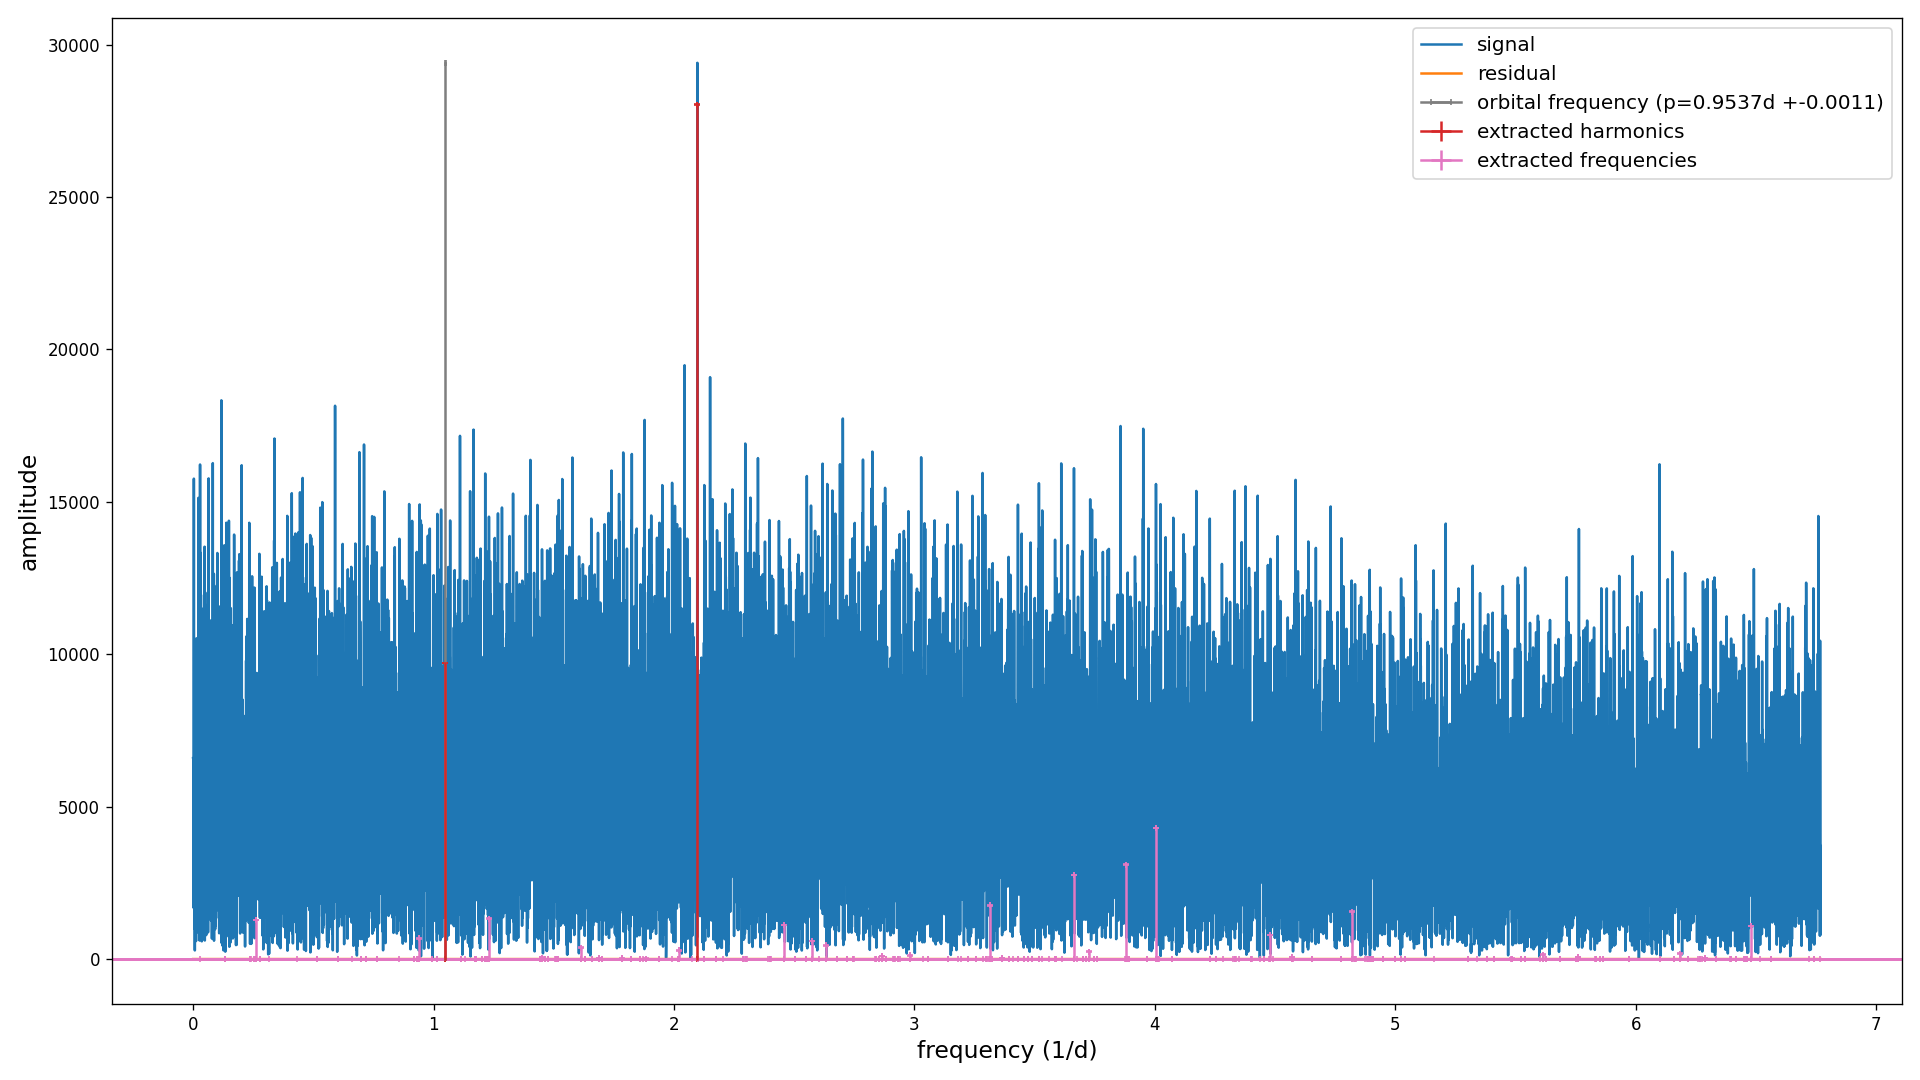 30000
25000
20000
15000
10000
5000
0
amplitude
signal
residual
orbital frequency (p=0.9537d +-0.0011)
extracted harmonics
extracted frequencies
0 1 2 3 4 5 6 7
frequency (1/d)